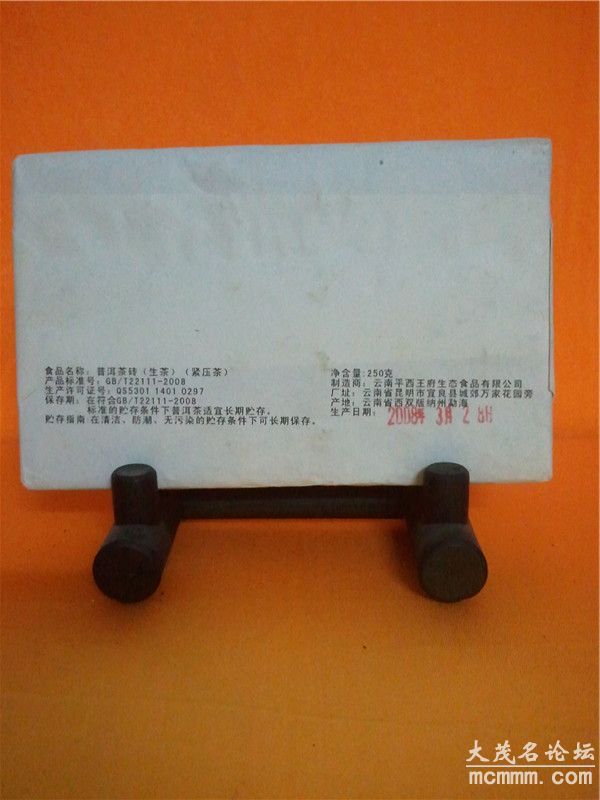 食品名称：普洱茶砖（生茶）（紧压茶）
产品标准号：GB/T22111-2008
生产许可证号：QS5301 1401 0297
保存期：在符合GB/T22111-2008
标准的贮存条件下普洱茶适宜长期贮存。
贮存指南 在清洁、防潮、无污染的贮存条件下可长期保存。
净含量:250克
制造商：云南平西王府生态食品有限公司
厂址：云南省昆明市宜良县城郊万家花园旁
产地：云南省西双版纳州勐海
生产日期：2008年 3月 2 8日
大茂名论坛
mcmmm.com